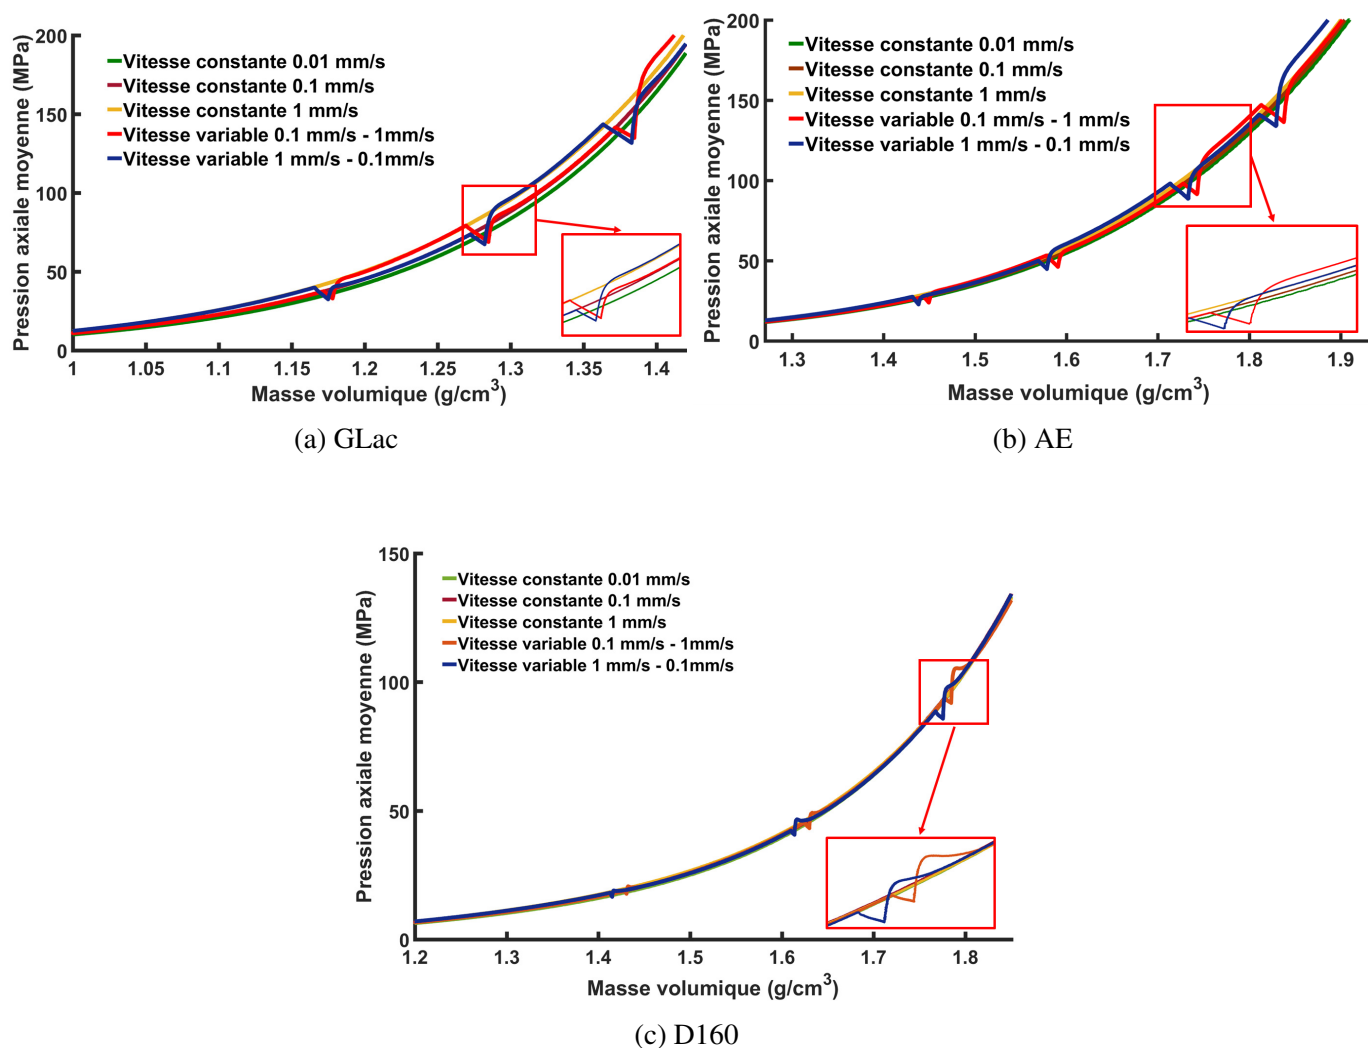 Pression axiale moyenne (MPa)
200
150
100
50
0
Vitesse constante 0.01 mm/s
Vitesse constante 0.1 mm/s
Vitesse constante 1 mm/s
Vitesse variable 0.1 mm/s - 1mm/s
Vitesse variable 1 mm/s - 0.1mm/s
1 1.05 1.1 1.15 1.2 1.25 1.3 1.35 1.4
Masse volumique (g/cm³)
(a) GLac
Pression axiale moyenne (MPa)
200
150
100
50
0
Vitesse constante 0.01 mm/s
Vitesse constante 0.1 mm/s
Vitesse constante 1 mm/s
Vitesse variable 0.1 mm/s - 1 mm/s
Vitesse variable 1 mm/s - 0.1 mm/s
1.3 1.4 1.5 1.6 1.7 1.8 1.9
Masse volumique (g/cm³)
(b) AE
Pression axiale moyenne (MPa)
150
100
50
0
Vitesse constante 0.01 mm/s
Vitesse constante 0.1 mm/s
Vitesse constante 1 mm/s
Vitesse variable 0.1 mm/s - 1mm/s
Vitesse variable 1 mm/s - 0.1mm/s
1.2 1.3 1.4 1.5 1.6 1.7 1.8
Masse volumique (g/cm³)
(c) D160